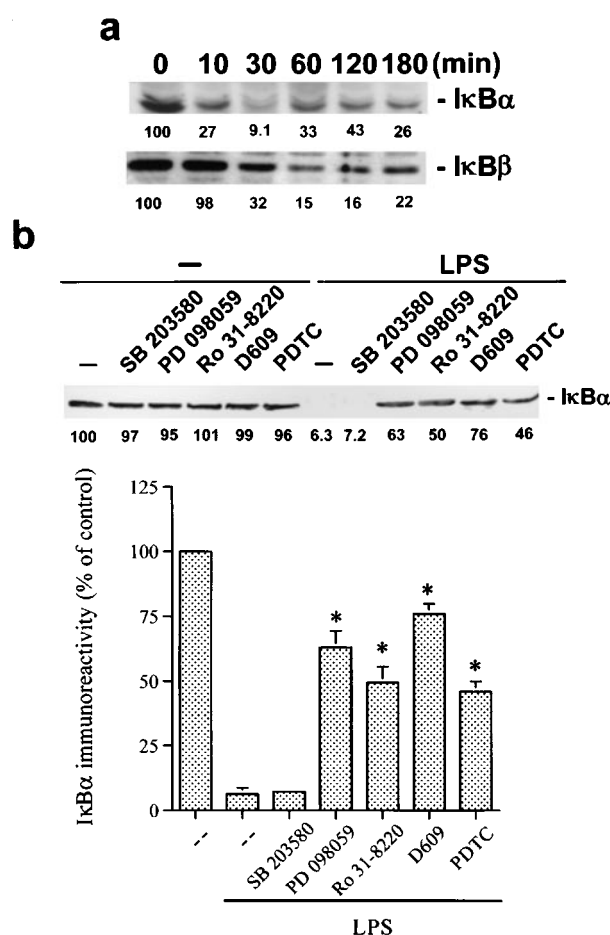 a
0 10 30 60 120 180 (min)
- IκBα
100 27 9.1 33 43 26
- IκBβ
100 98 32 15 16 22
b
— LPS
— SB 203580 PD 098059 Ro 31-8220 D609 PDTC — SB 203580 PD 098059 Ro 31-8220 D609 PDTC
- IκBα
100 97 95 101 99 96 6.3 7.2 63 50 76 46
IκBα immunoreactivity (% of control)
125
100
75
50
25
0
* * * *
-- -- SB 203580 PD 098059 Ro 31-8220 D609 PDTC
LPS